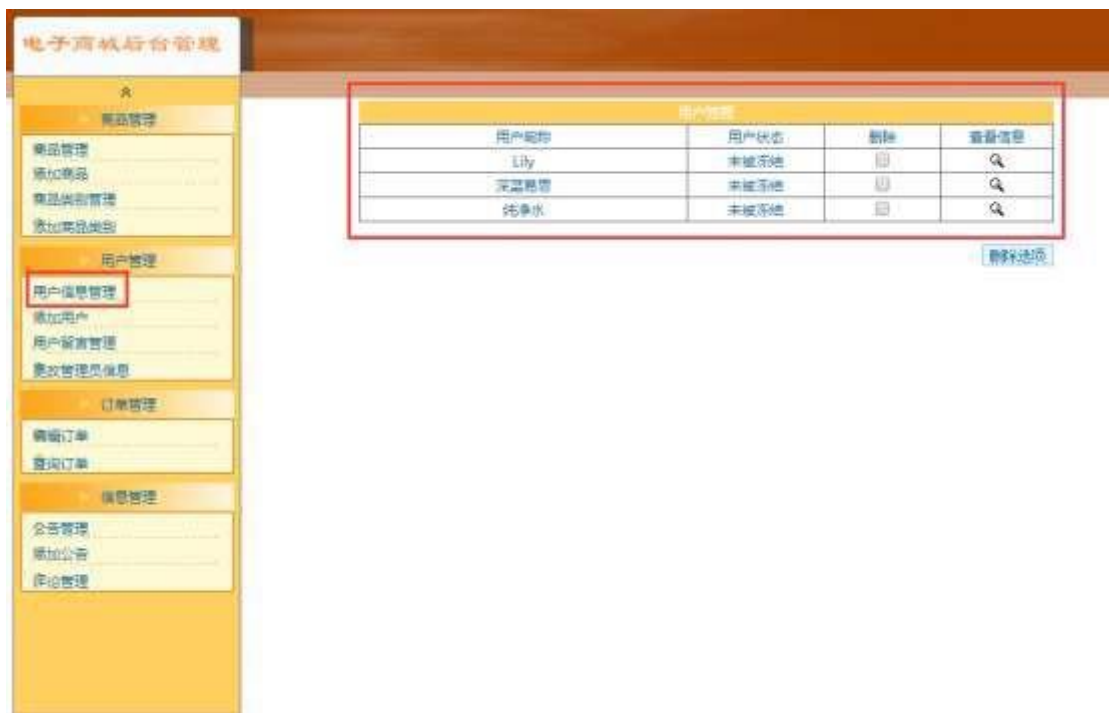 电子商城后台管理
商品管理
商品管理
添加商品
商品类别管理
添加商品类别
用户管理
用户信息管理
添加用户
用户留言管理
更改管理员信息
订单管理
编辑订单
查询订单
信息管理
公告管理
添加公告
评论管理
用户管理
用户昵称 用户状态 删除 查看信息
Lily 未被冻结
深蓝易思 未被冻结
纯净水 未被冻结
删除选项